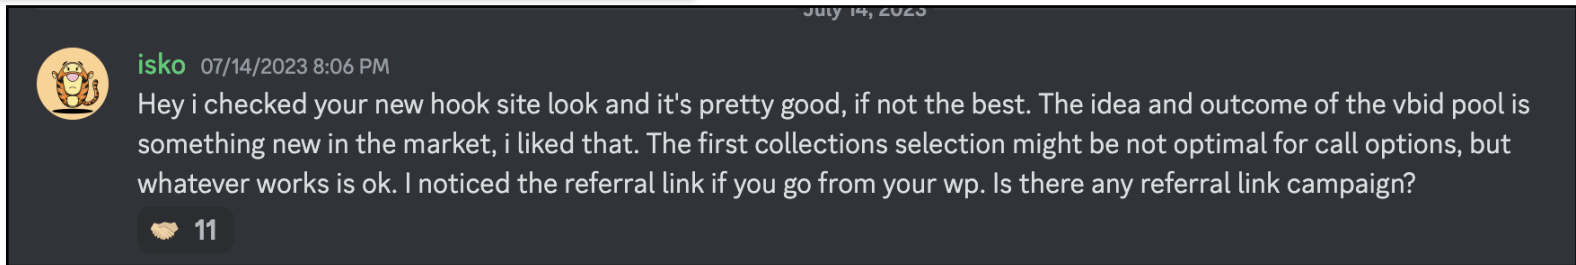 July 14, 2023
isko 07/14/2023 8:06 PM
Hey i checked your new hook site look and it's pretty good, if not the best. The idea and outcome of the vbid pool is
something new in the market, i liked that. The first collections selection might be not optimal for call options, but
whatever works is ok. I noticed the referral link if you go from your wp. Is there any referral link campaign?
11